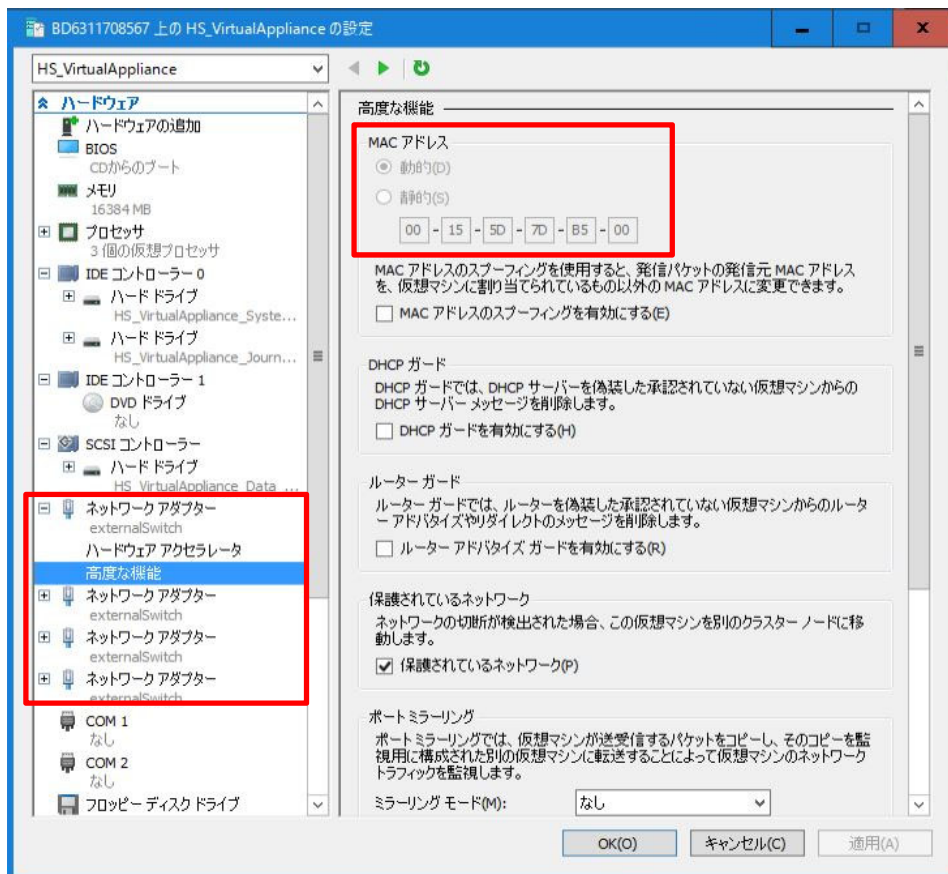 BD6311708567 上の HS_VirtualAppliance の設定
HS_VirtualAppliance
ハードウェア
ハードウェアの追加
BIOS
CDからのブート
メモリ
16384 MB
プロセッサ
3 個の仮想プロセッサ
IDE コントローラー 0
ハード ドライブ
HS_VirtualAppliance_Syste...
ハード ドライブ
HS_VirtualAppliance_Journ...
IDE コントローラー 1
DVD ドライブ
なし
SCSI コントローラー
ハード ドライブ
HS_VirtualAppliance_Data_...
ネットワーク アダプター
externalSwitch
ハードウェア アクセラレータ
高度な機能
ネットワーク アダプター
externalSwitch
ネットワーク アダプター
externalSwitch
ネットワーク アダプター
externalSwitch
COM 1
なし
COM 2
なし
フロッピー ディスク ドライブ
高度な機能
MAC アドレス
動的(D)
静的(S)
00 - 15 - 5D - 7D - B5 - 00
MAC アドレスのスプーフィングを使用すると、発信パケットの発信元 MAC アドレス
を、仮想マシンに割り当てられているもの以外の MAC アドレスに変更できます。
MAC アドレスのスプーフィングを有効にする(E)
DHCP ガード
DHCP ガードでは、DHCP サーバーを偽装した承認されていない仮想マシンからの
DHCP サーバー メッセージを削除します。
DHCP ガードを有効にする(H)
ルーター ガード
ルーター ガードでは、ルーターを偽装した承認されていない仮想マシンからのルータ
ー アドバタイズやリダイレクトのメッセージを削除します。
ルーター アドバタイズ ガードを有効にする(R)
保護されているネットワーク
ネットワークの切断が検出された場合、この仮想マシンを別のクラスター ノードに移
動します。
保護されているネットワーク(P)
ポート ミラーリング
ポート ミラーリングでは、仮想マシンが送受信するパケットをコピーし、そのコピーを監
視用に構成された別の仮想マシンに転送することによって仮想マシンのネットワーク
トラフィックを監視します。
ミラーリング モード(M): なし
OK(O) キャンセル(C) 適用(A)